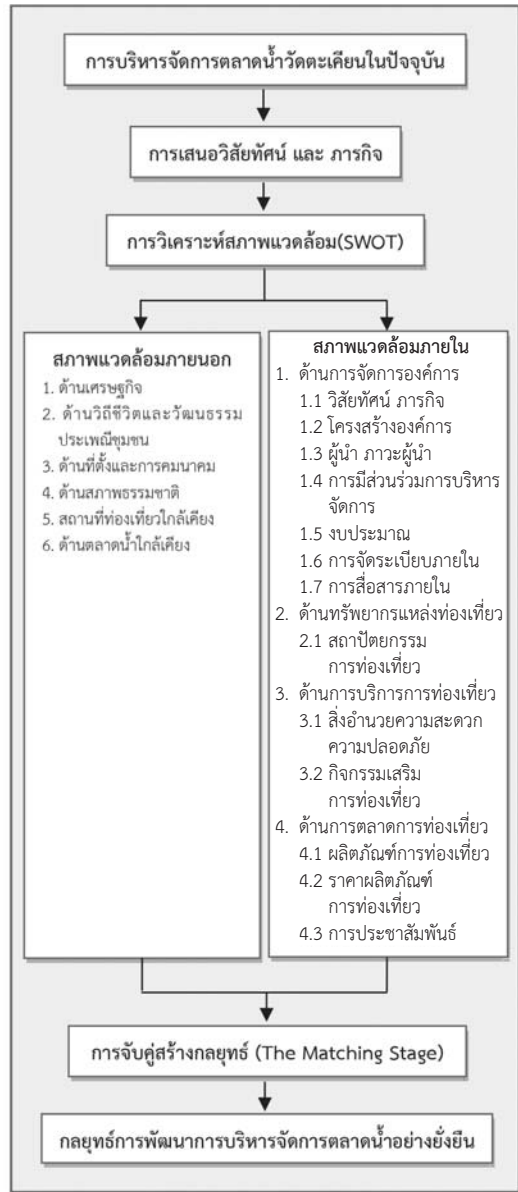 การบริหารจัดการตลาดน้ำวัดตะเคียนในปัจจุบัน
การเสนอวิสัยทัศน์ และ ภารกิจ
การวิเคราะห์สภาพแวดล้อม(SWOT)
สภาพแวดล้อมภายนอก
1. ด้านเศรษฐกิจ
2. ด้านวิถีชีวิตและวัฒนธรรม
ประเพณีชุมชน
3. ด้านที่ตั้งและการคมนาคม
4. ด้านสภาพธรรมชาติ
5. สถานที่ท่องเที่ยวใกล้เคียง
6. ด้านตลาดน้ำใกล้เคียง
สภาพแวดล้อมภายใน
1. ด้านการจัดการองค์การ
1.1 วิสัยทัศน์ ภารกิจ
1.2 โครงสร้างองค์การ
1.3 ผู้นำ ภาวะผู้นำ
1.4 การมีส่วนร่วมการบริหาร
จัดการ
1.5 งบประมาณ
1.6 การจัดระเบียบภายใน
1.7 การสื่อสารภายใน
2. ด้านทรัพยากรแหล่งท่องเที่ยว
2.1 สถาปัตยกรรม
การท่องเที่ยว
3. ด้านการบริการการท่องเที่ยว
3.1 สิ่งอำนวยความสะดวก
ความปลอดภัย
3.2 กิจกรรมเสริม
การท่องเที่ยว
4. ด้านการตลาดการท่องเที่ยว
4.1 ผลิตภัณฑ์การท่องเที่ยว
4.2 ราคาผลิตภัณฑ์
การท่องเที่ยว
4.3 การประชาสัมพันธ์
การจับคู่สร้างกลยุทธ์ (The Matching Stage)
กลยุทธ์การพัฒนาการบริหารจัดการตลาดน้ำอย่างยั่งยืน